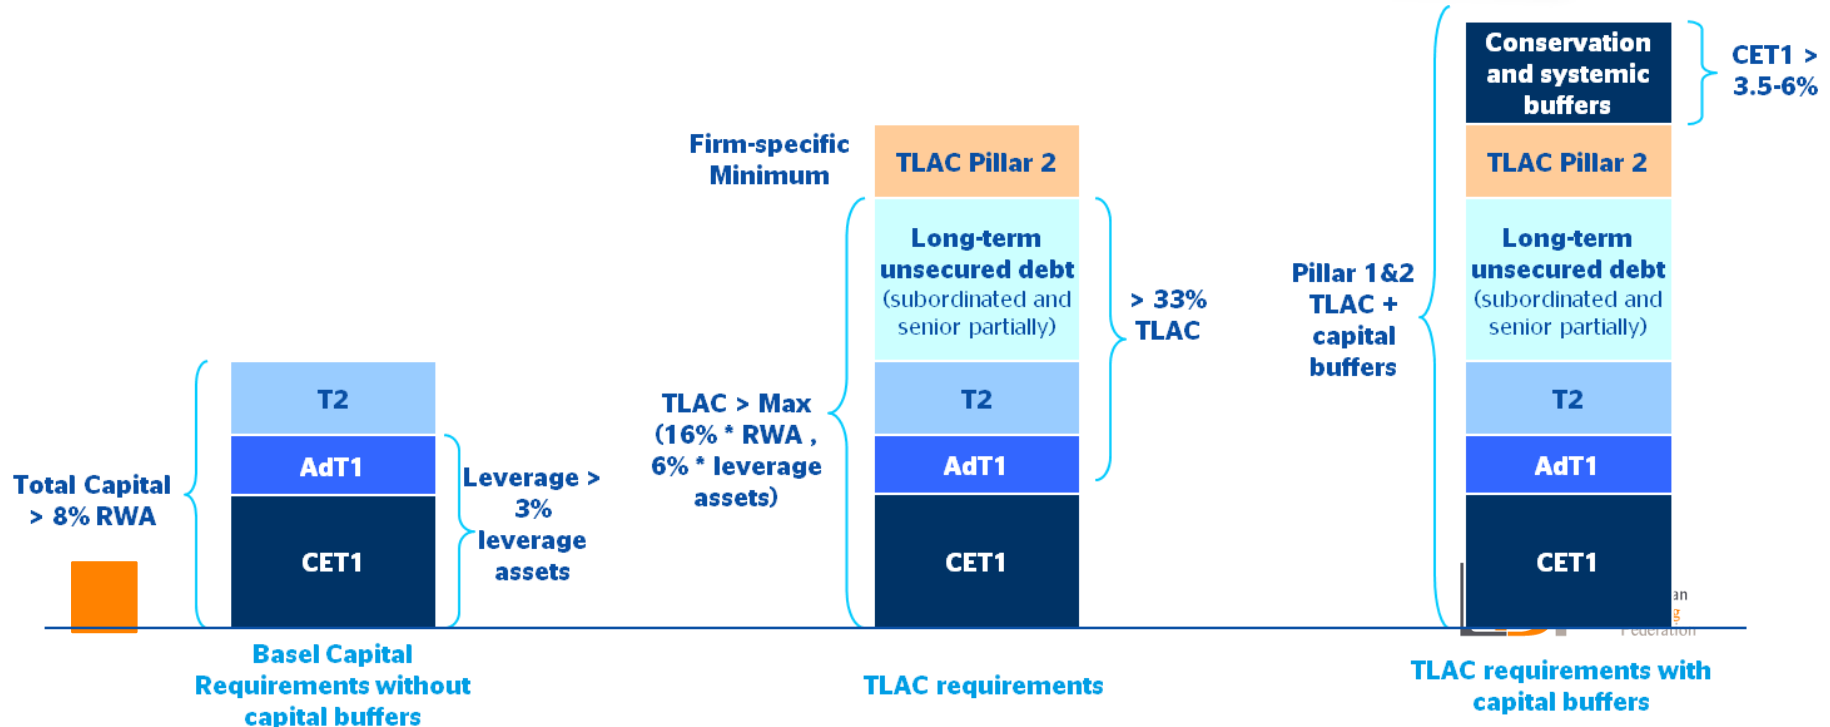 Total Capital
> 8% RWA
T2
AdT1
CET1
Leverage >
3%
leverage
assets
Basel Capital
Requirements without
capital buffers
Firm-specific
Minimum
TLAC > Max
(16% * RWA ,
6% * leverage
assets)
TLAC Pillar 2
Long-term
unsecured debt
(subordinated and
senior partially)
T2
AdT1
CET1
> 33%
TLAC
TLAC requirements
Pillar 1&2
TLAC +
capital
buffers
Conservation
and systemic
buffers
TLAC Pillar 2
Long-term
unsecured debt
(subordinated and
senior partially)
T2
AdT1
CET1
CET1 >
3.5-6%
Federation
TLAC requirements with
capital buffers